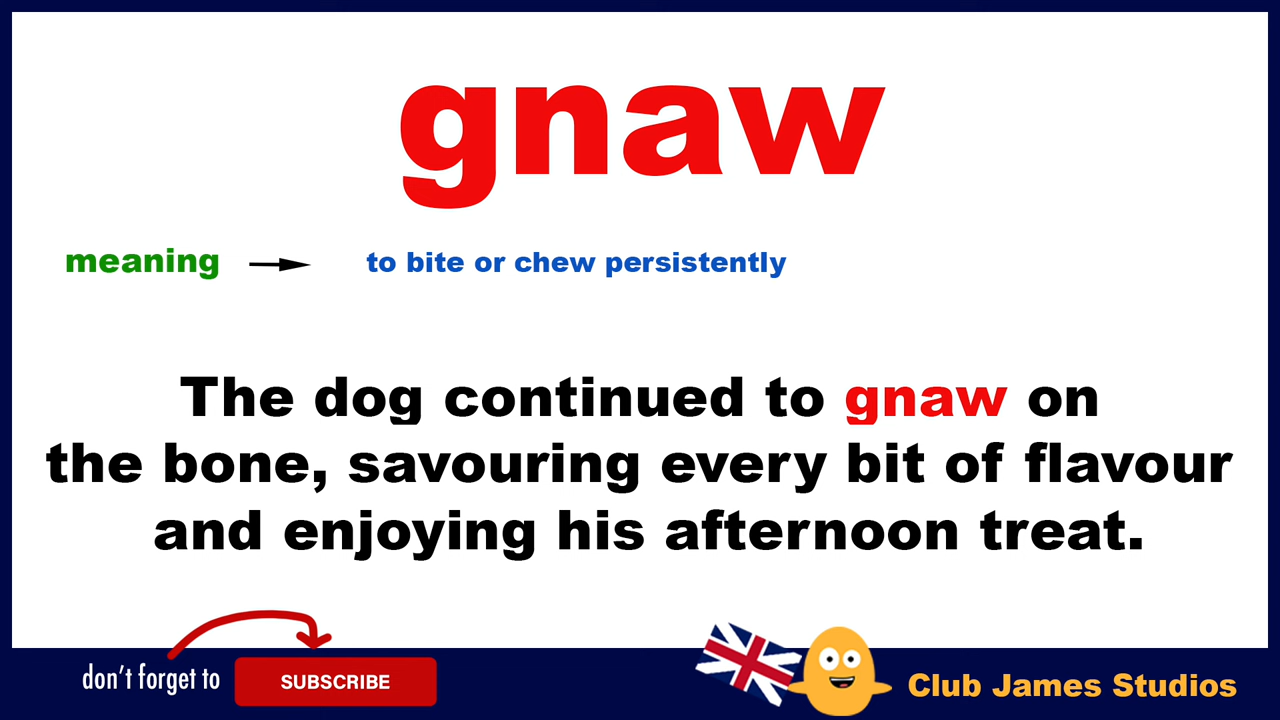 gnaw
meaning
to bite or chew persistently
The dog continued to gnaw on
the bone, savouring every bit of flavour
and enjoying his afternoon treat.
don't forget to
SUBSCRIBE
Club James Studios